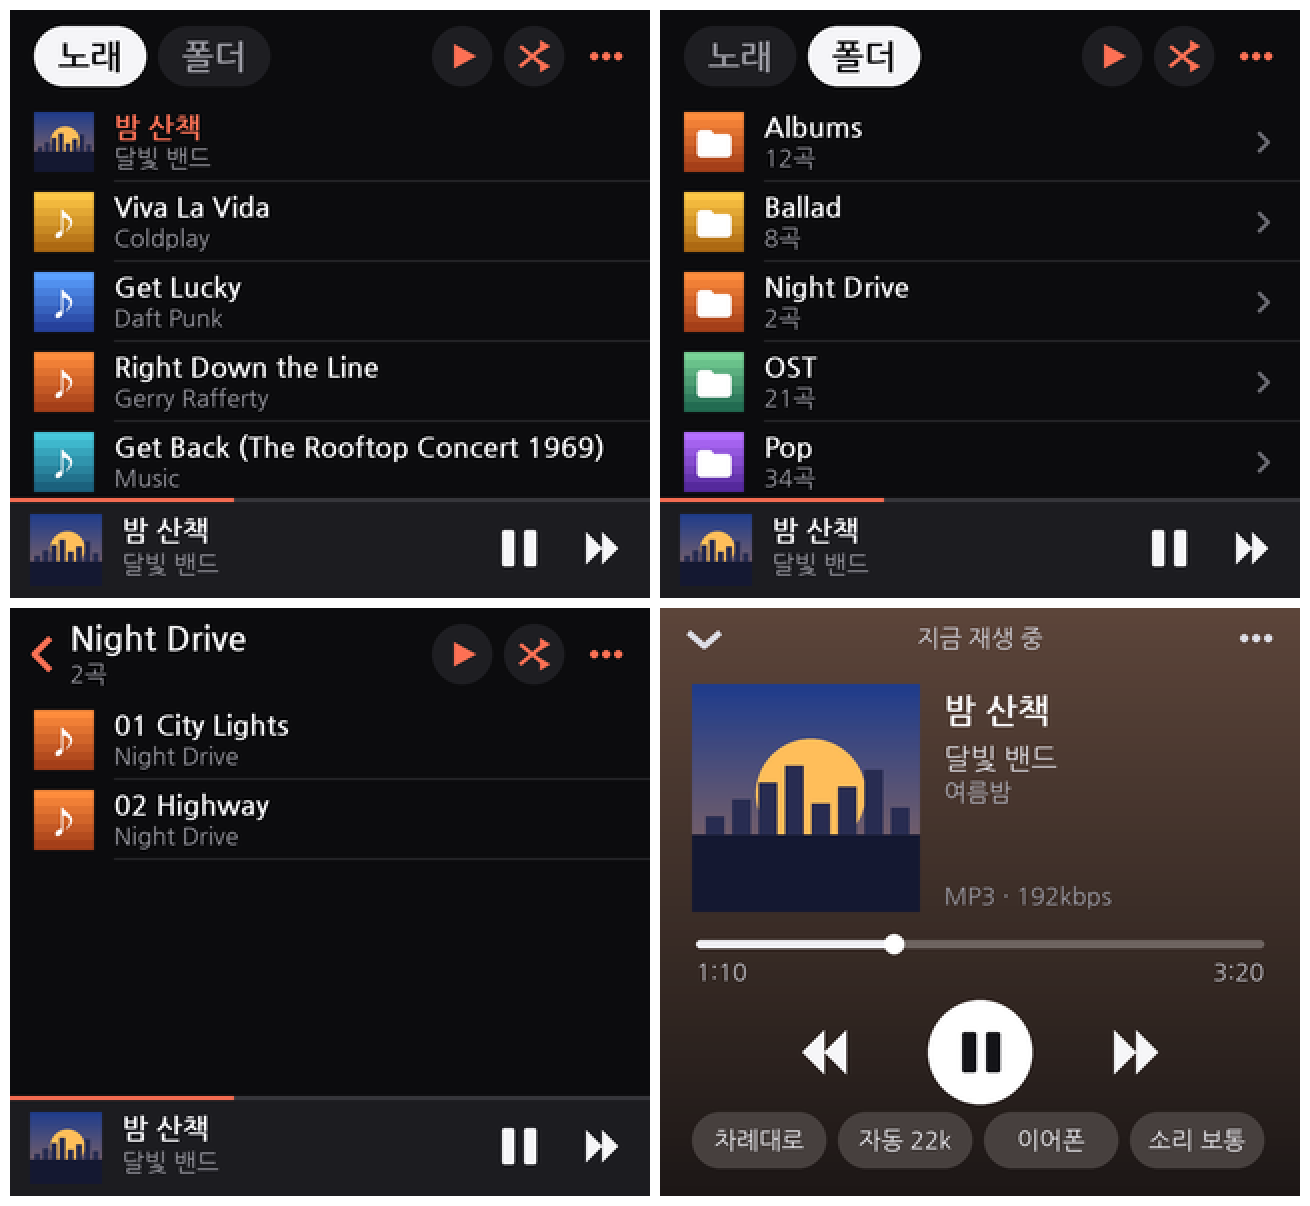 노래 폴더
밤 산책
달빛 밴드
Viva La Vida
Coldplay
Get Lucky
Daft Punk
Right Down the Line
Gerry Rafferty
Get Back (The Rooftop Concert 1969)
Music
밤 산책
달빛 밴드
노래 폴더
Albums
12곡
Ballad
8곡
Night Drive
2곡
OST
21곡
Pop
34곡
밤 산책
달빛 밴드
Night Drive
2곡
01 City Lights
Night Drive
02 Highway
Night Drive
밤 산책
달빛 밴드
지금 재생 중
밤 산책
달빛 밴드
여름밤
MP3 · 192kbps
1:10 3:20
차례대로 자동 22k 이어폰 소리 보통